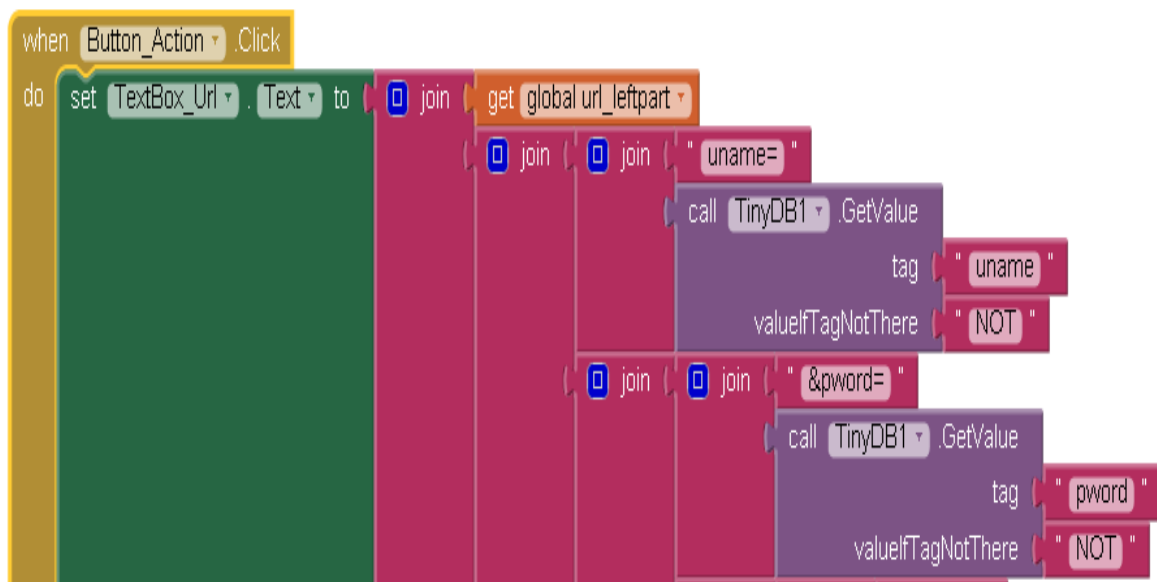 when Button_Action .Click
do set TextBox_Url . Text to join get global url_leftpart
join join " uname= "
call TinyDB1 .GetValue
tag " uname "
valueIfTagNotThere " NOT "
join join " &pword= "
call TinyDB1 .GetValue
tag " pword "
valueIfTagNotThere " NOT "